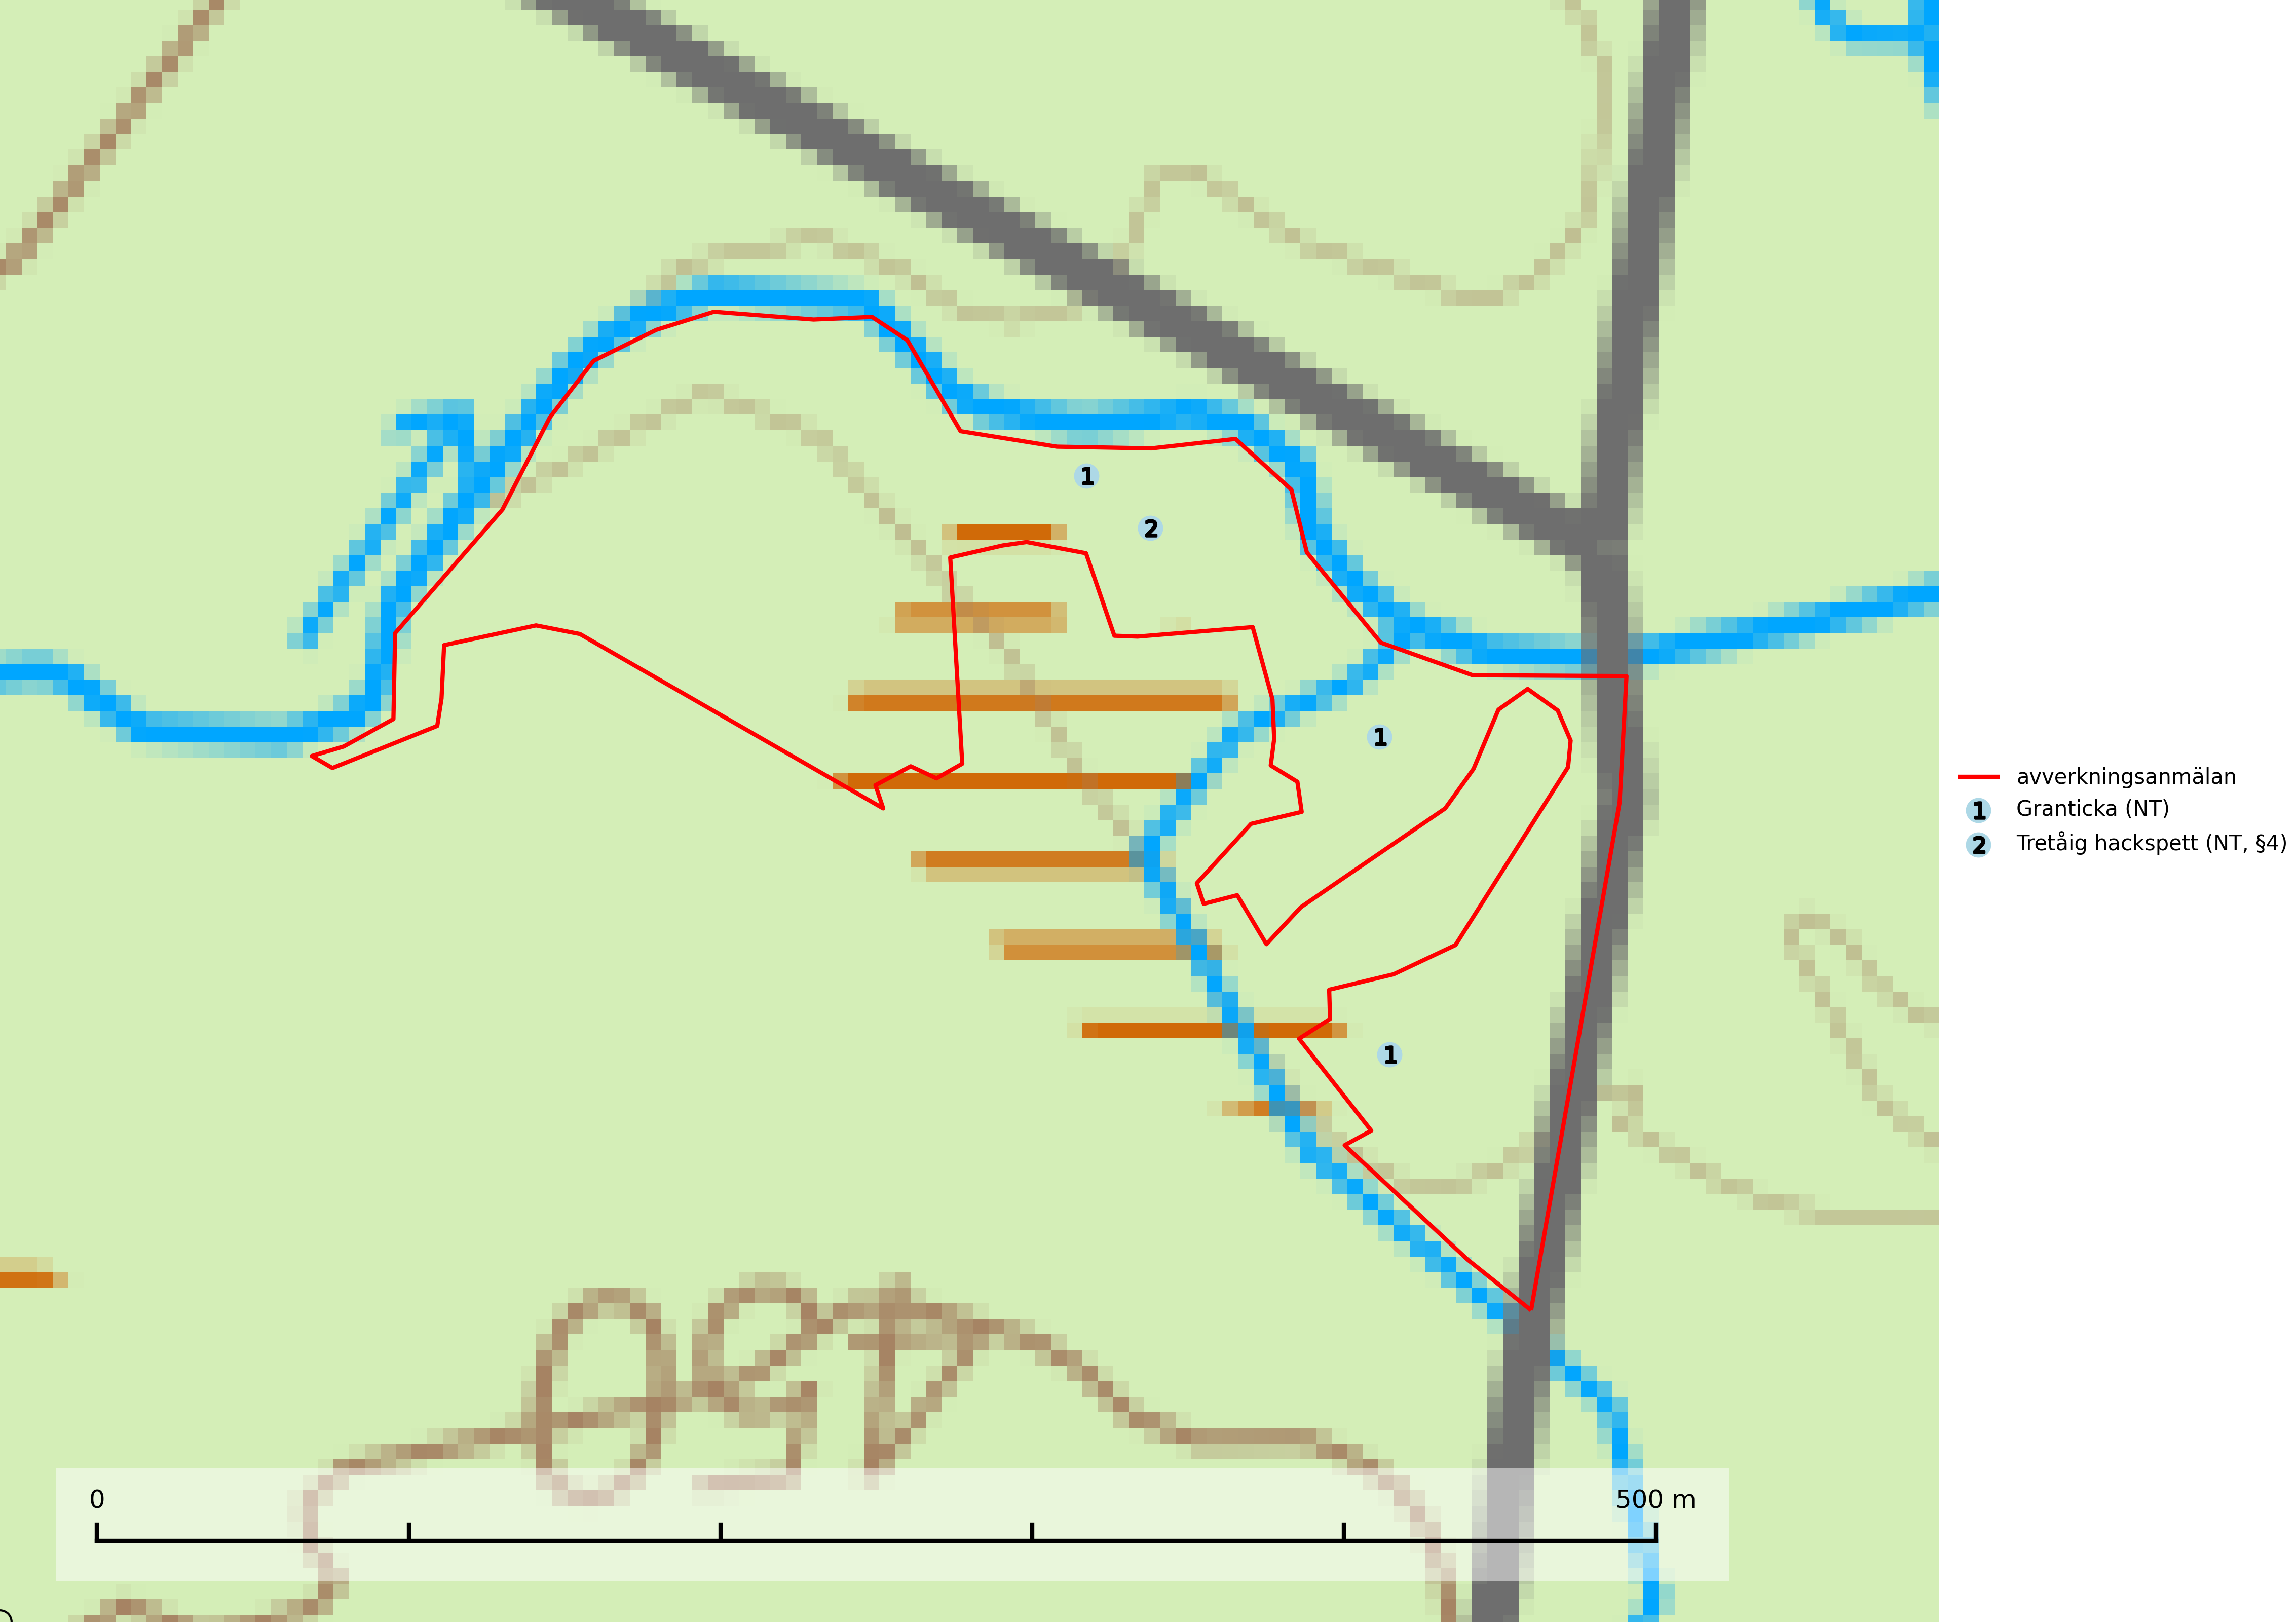 1
2
1
1
avverkningsanmälan
1 Granticka (NT)
2 Tretåig hackspett (NT, §4)
0 500 m